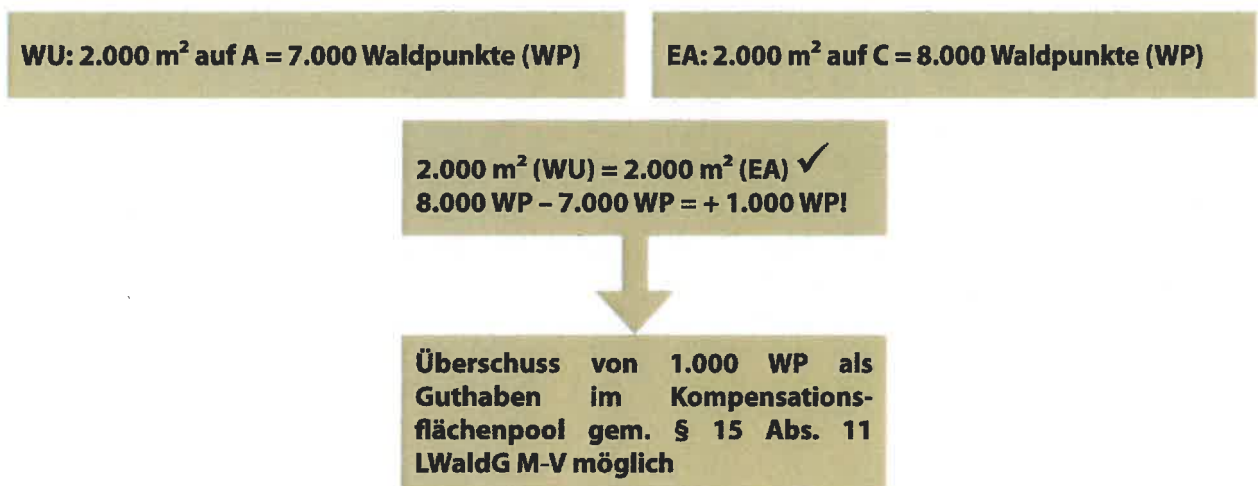 WU: 2.000 m² auf A = 7.000 Waldpunkte (WP)
EA: 2.000 m² auf C = 8.000 Waldpunkte (WP)
2.000 m² (WU) = 2.000 m² (EA) ✓
8.000 WP – 7.000 WP = + 1.000 WP!
Überschuss von 1.000 WP als
Guthaben im Kompensations-
flächenpool gem. § 15 Abs. 11
LWaldG M-V möglich